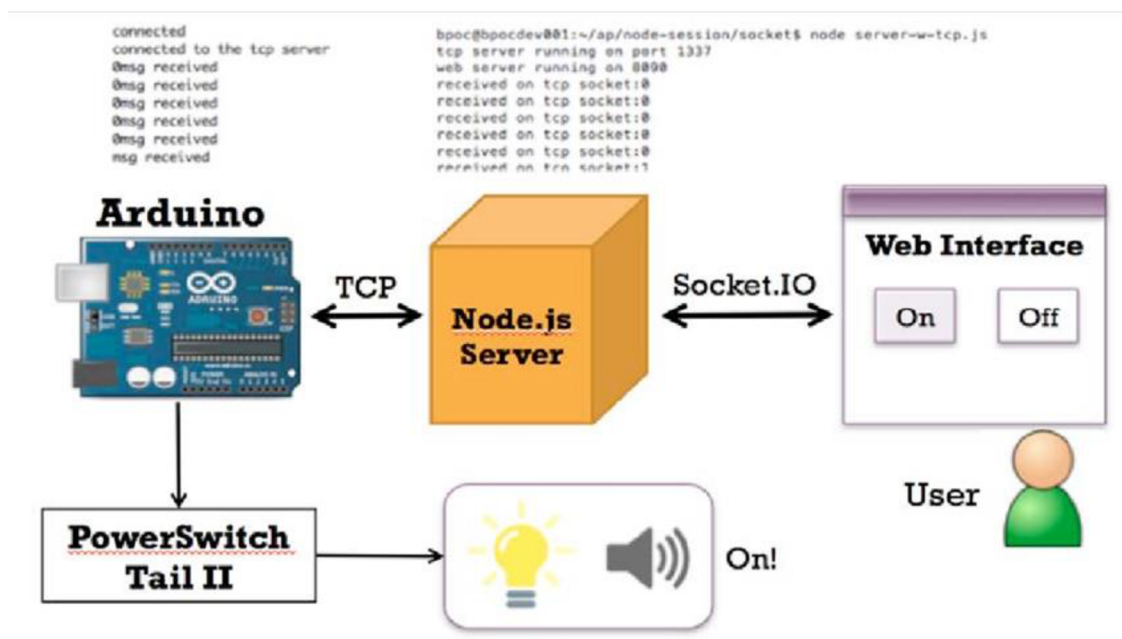 connected
connected to the tcp server
0msg received
0msg received
0msg received
0msg received
0msg received
msg received
bpoc@bpocdev001:~/ap/node-session/socket$ node server-w-tcp.js
tcp server running on port 1337
web server running on 8090
received on tcp socket:0
received on tcp socket:0
received on tcp socket:0
received on tcp socket:0
received on tcp socket:0
received on tcp socket:1
Arduino
TCP
Node.js
Server
Socket.IO
Web Interface
On
Off
User
PowerSwitch
Tail II
On!